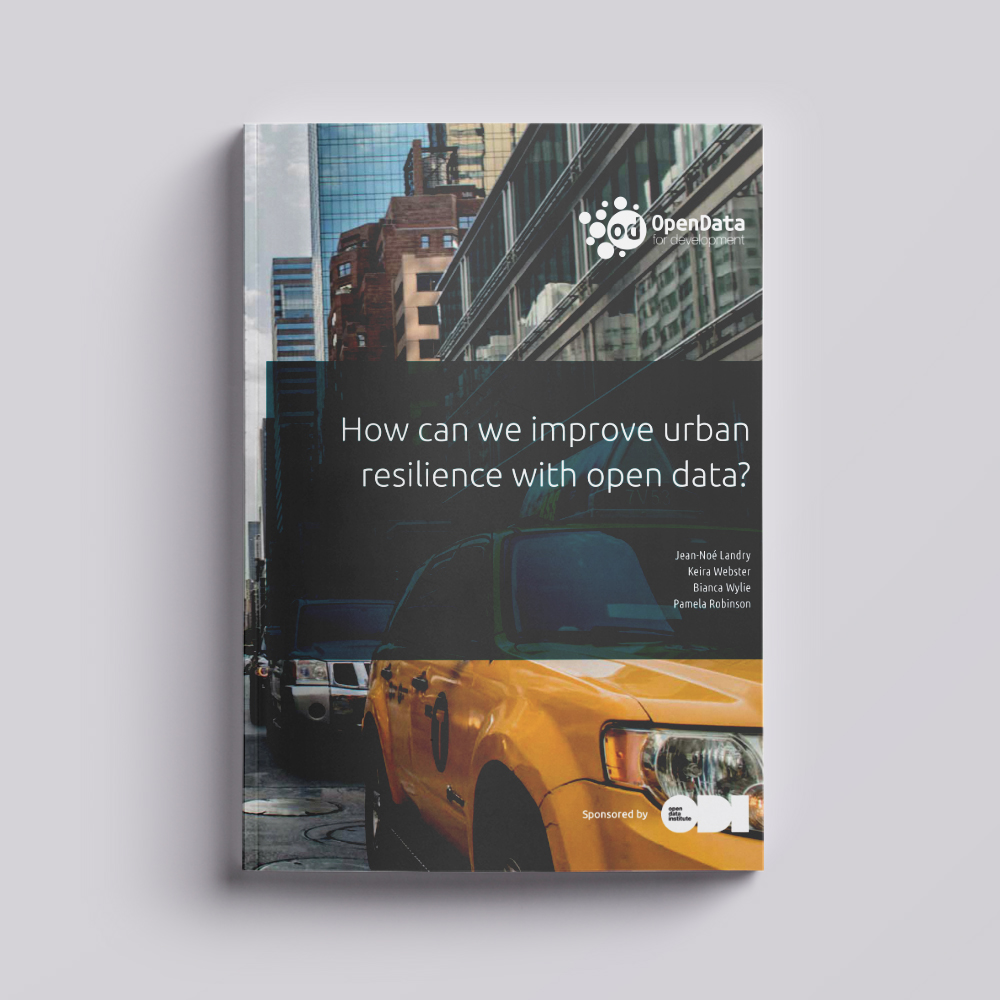 od
OpenData
for development
How can we improve urban
resilience with open data?
Jean-Noé Landry
Keira Webster
Bianca Wylie
Pamela Robinson
Sponsored by
open
data
institute
ODI